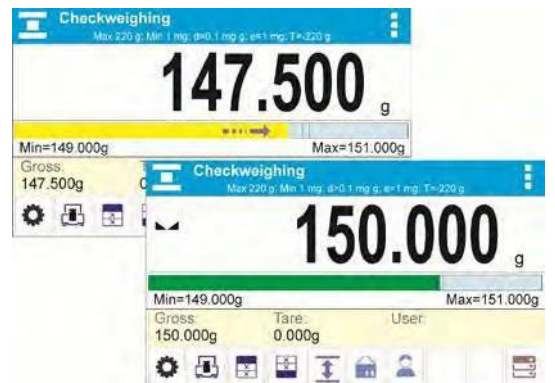 Checkweighing
Max 220 g; Min 1 mg; d=0.1 mg g; e=1 mg; T=-220 g
147.500 g
Min=149.000g Max=151.000g
Gross:
147.500g
Checkweighing
Max 220 g; Min 1 mg; d=0.1 mg g; e=1 mg; T=-220 g
150.000 g
Min=149.000g Max=151.000g
Gross: Tare: User:
150.000g 0.000g